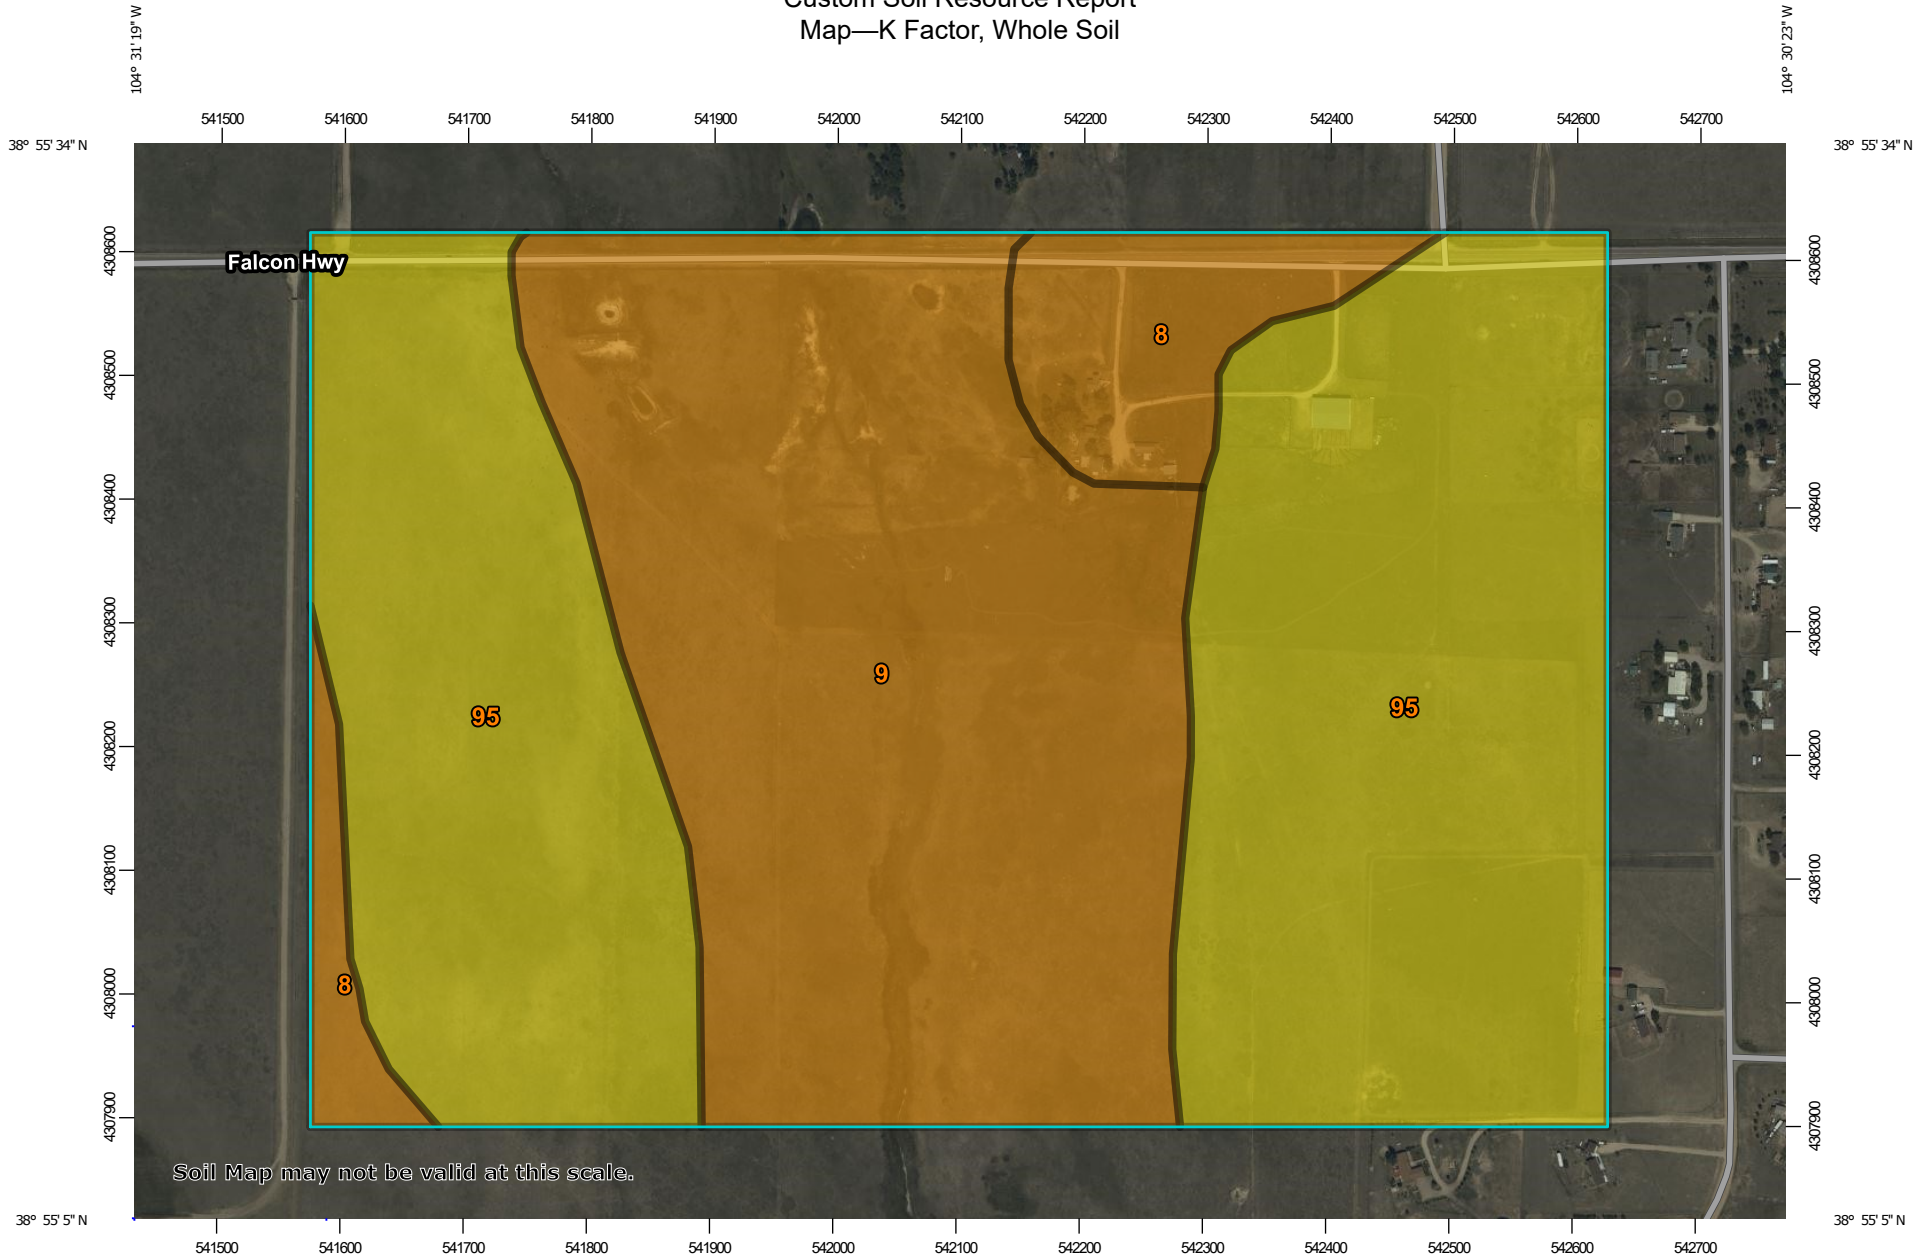 Custom Soil Resource Report
Map—K Factor, Whole Soil
104° 31' 19" W
104° 30' 23" W
541500 541600 541700 541800 541900 542000 542100 542200 542300 542400 542500 542600 542700
38° 55' 34" N
38° 55' 34" N
4308600
4308500
4308400
4308300
4308200
4308100
4308000
4307900
Falcon Hwy
8
9
95
95
8
4308600
4308500
4308400
4308300
4308200
4308100
4308000
4307900
Soil Map may not be valid at this scale.
38° 55' 5" N
38° 55' 5" N
541500 541600 541700 541800 541900 542000 542100 542200 542300 542400 542500 542600 542700